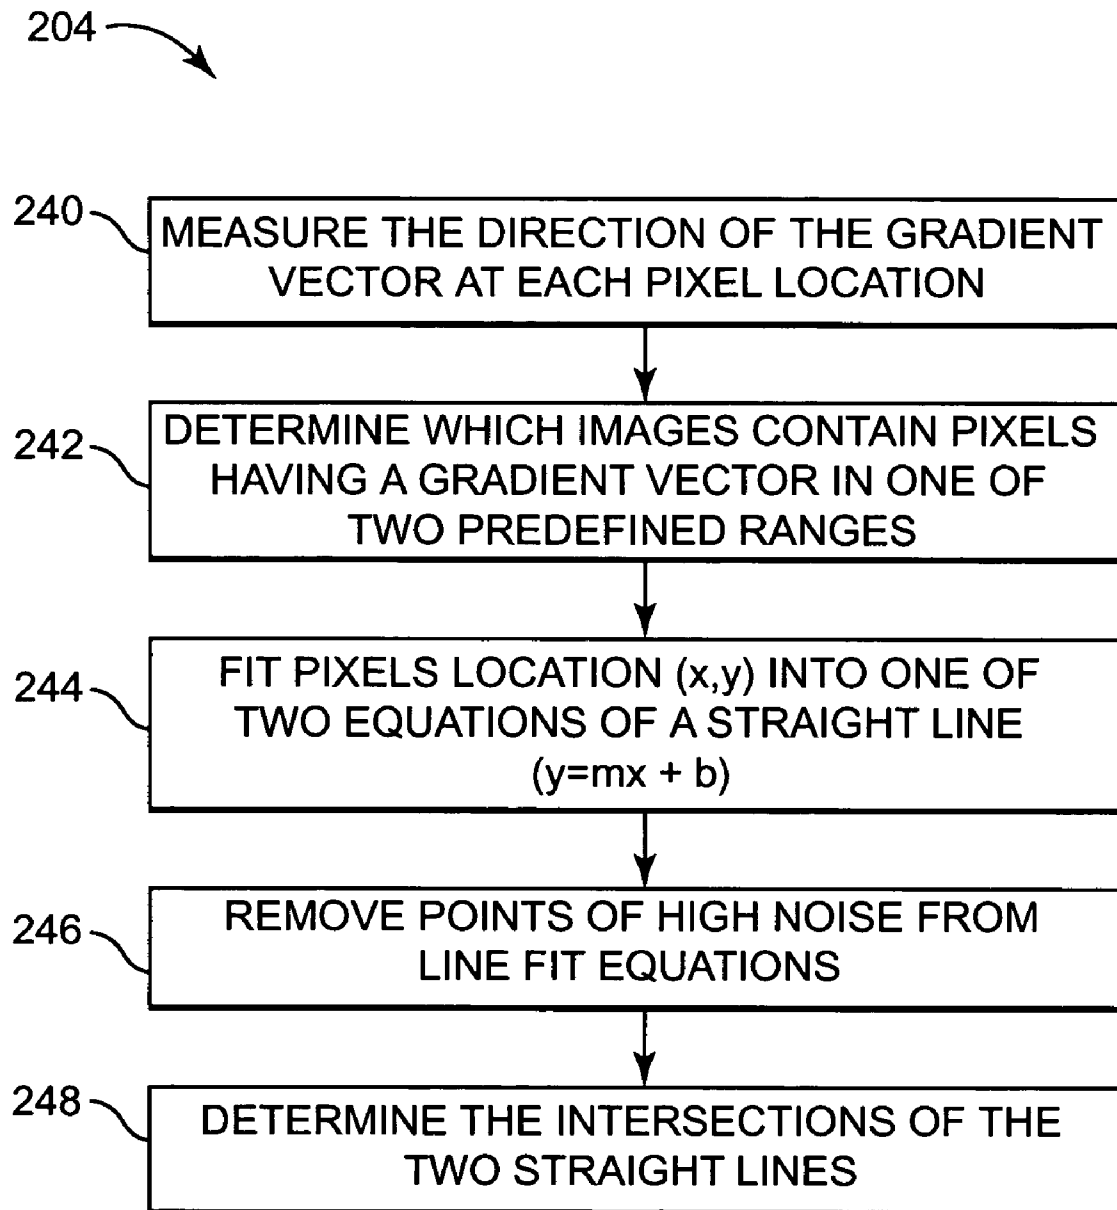 204
240
MEASURE THE DIRECTION OF THE GRADIENT
VECTOR AT EACH PIXEL LOCATION
242
DETERMINE WHICH IMAGES CONTAIN PIXELS
HAVING A GRADIENT VECTOR IN ONE OF
TWO PREDEFINED RANGES
244
FIT PIXELS LOCATION (x,y) INTO ONE OF
TWO EQUATIONS OF A STRAIGHT LINE
(y=mx + b)
246
REMOVE POINTS OF HIGH NOISE FROM
LINE FIT EQUATIONS
248
DETERMINE THE INTERSECTIONS OF THE
TWO STRAIGHT LINES